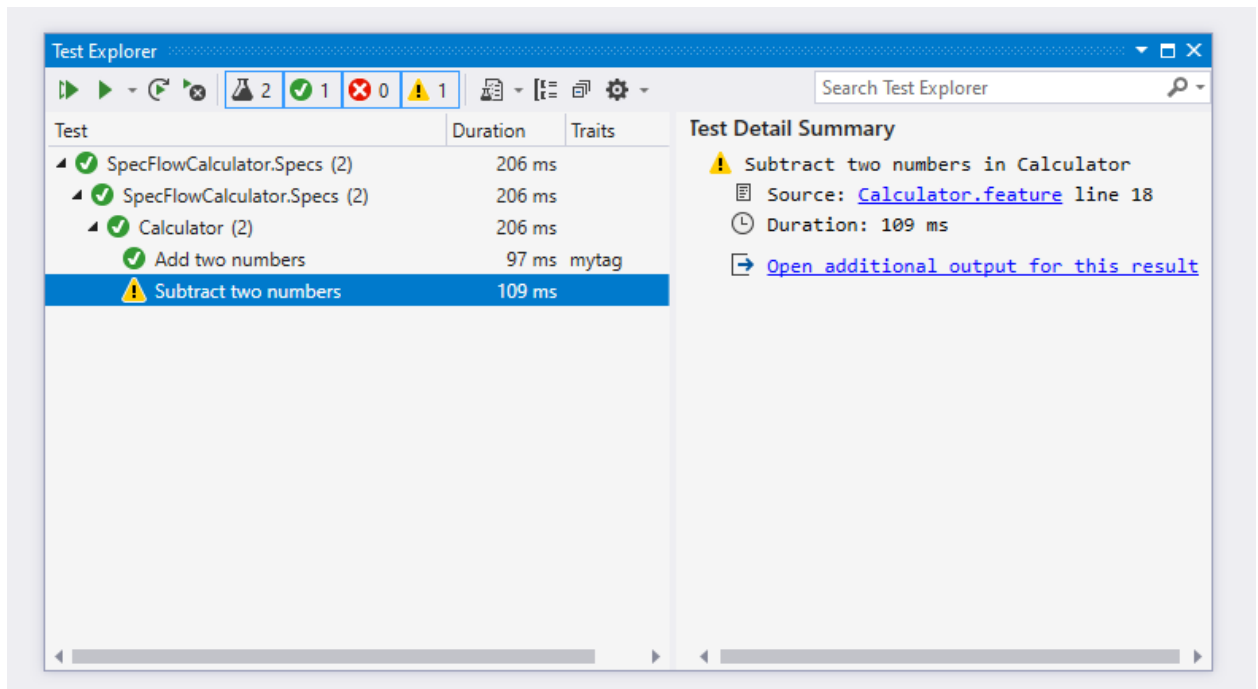 Test Explorer
2 1 0 1 Search Test Explorer
Test Duration Traits
SpecFlowCalculator.Specs (2) 206 ms
SpecFlowCalculator.Specs (2) 206 ms
Calculator (2) 206 ms
Add two numbers 97 ms mytag
Subtract two numbers 109 ms
Test Detail Summary
Subtract two numbers in Calculator
Source: Calculator.feature line 18
Duration: 109 ms
Open additional output for this result